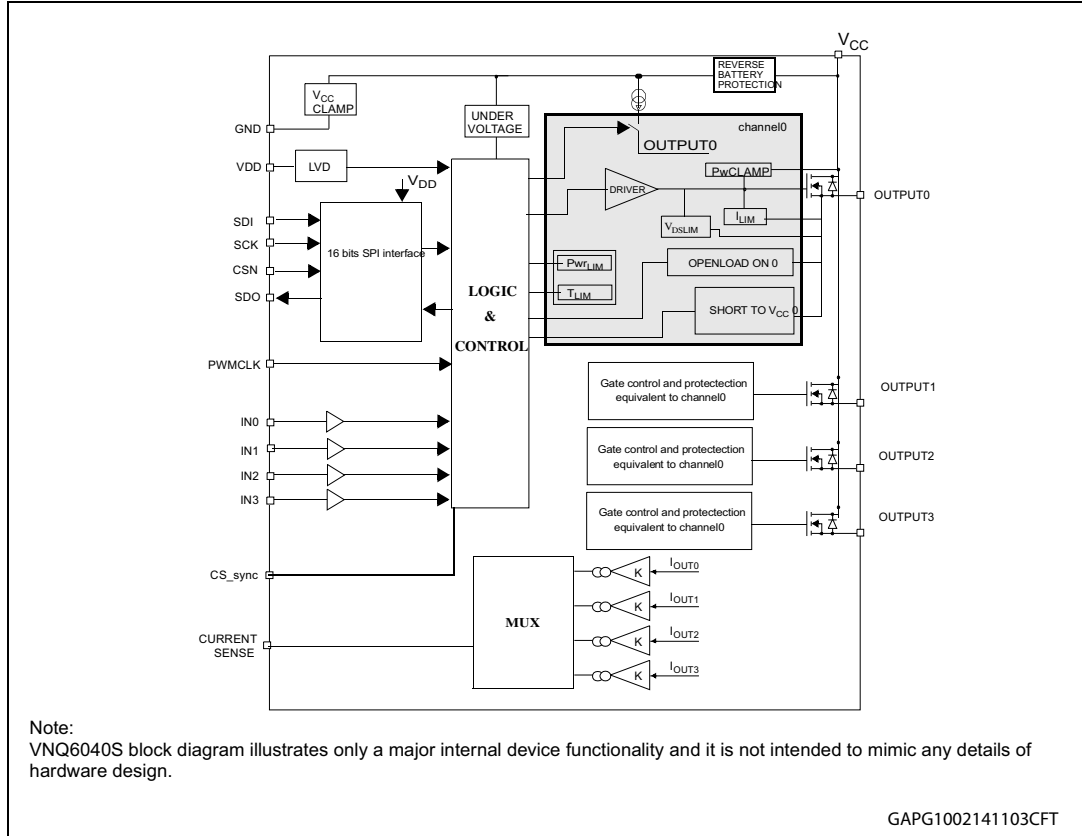 VCC
REVERSE
BATTERY
PROTECTION
VCC
CLAMP
UNDER
VOLTAGE
channel0
GND
OUTPUT0
VDD
LVD
PwCLAMP
VDD
DRIVER
OUTPUT0
SDI
ILIM
VDSLIM
SCK
16 bits SPI interface
CSN
PwrLIM
OPENLOAD ON 0
SDO
LOGIC
&
CONTROL
TLIM
SHORT TO VCC 0
PWMCLK
Gate control and protectection
equivalent to channel0
OUTPUT1
IN0
IN1
Gate control and protectection
equivalent to channel0
OUTPUT2
IN2
IN3
Gate control and protectection
equivalent to channel0
OUTPUT3
CS_sync
K
IOUT0
K
IOUT1
MUX
CURRENT
SENSE
K
IOUT2
K
IOUT3
Note:
VNQ6040S block diagram illustrates only a major internal device functionality and it is not intended to mimic any details of
hardware design.
GAPG1002141103CFT